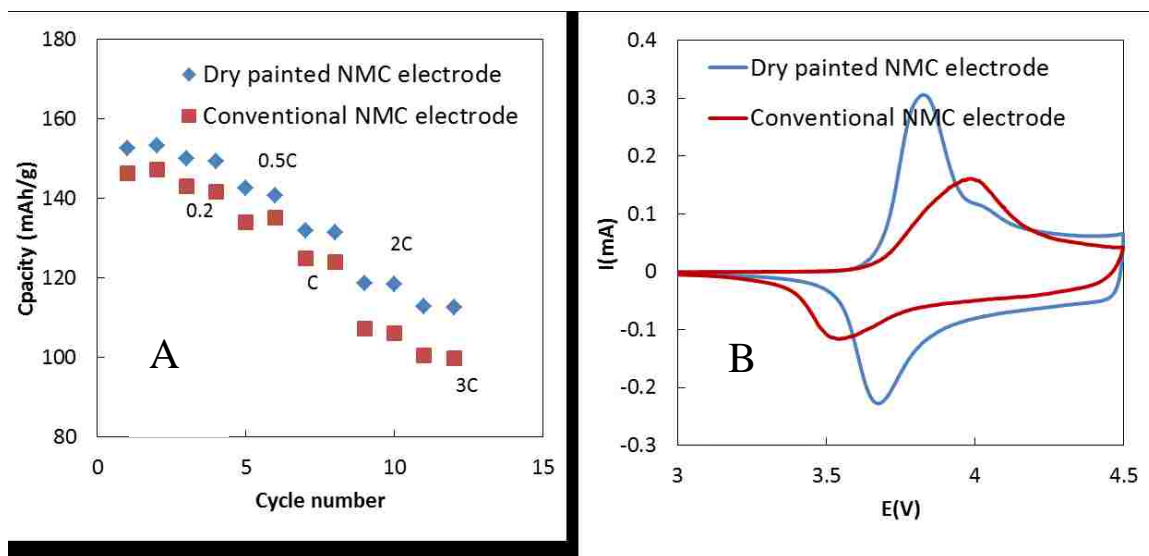 180
160
140
120
100
80
Cpacity (mAh/g)
Dry painted NMC electrode
Conventional NMC electrode
0.5C
0.2
2C
C
3C
A
0
5
10
15
Cycle number
0.4
0.3
0.2
0.1
0
-0.1
-0.2
-0.3
I(mA)
Dry painted NMC electrode
Conventional NMC electrode
B
3
3.5
4
4.5
E(V)